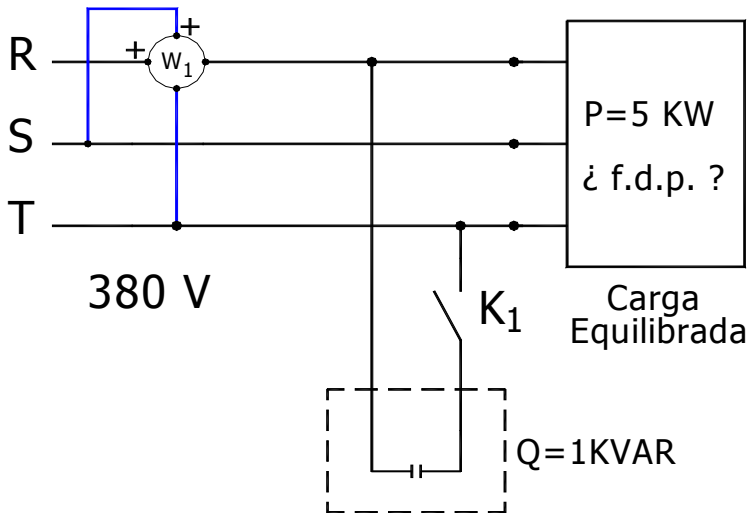 R
S
T
+
+
W1
380 V
P=5 KW
¿ f.d.p. ?
Carga
Equilibrada
K1
Q=1KVAR